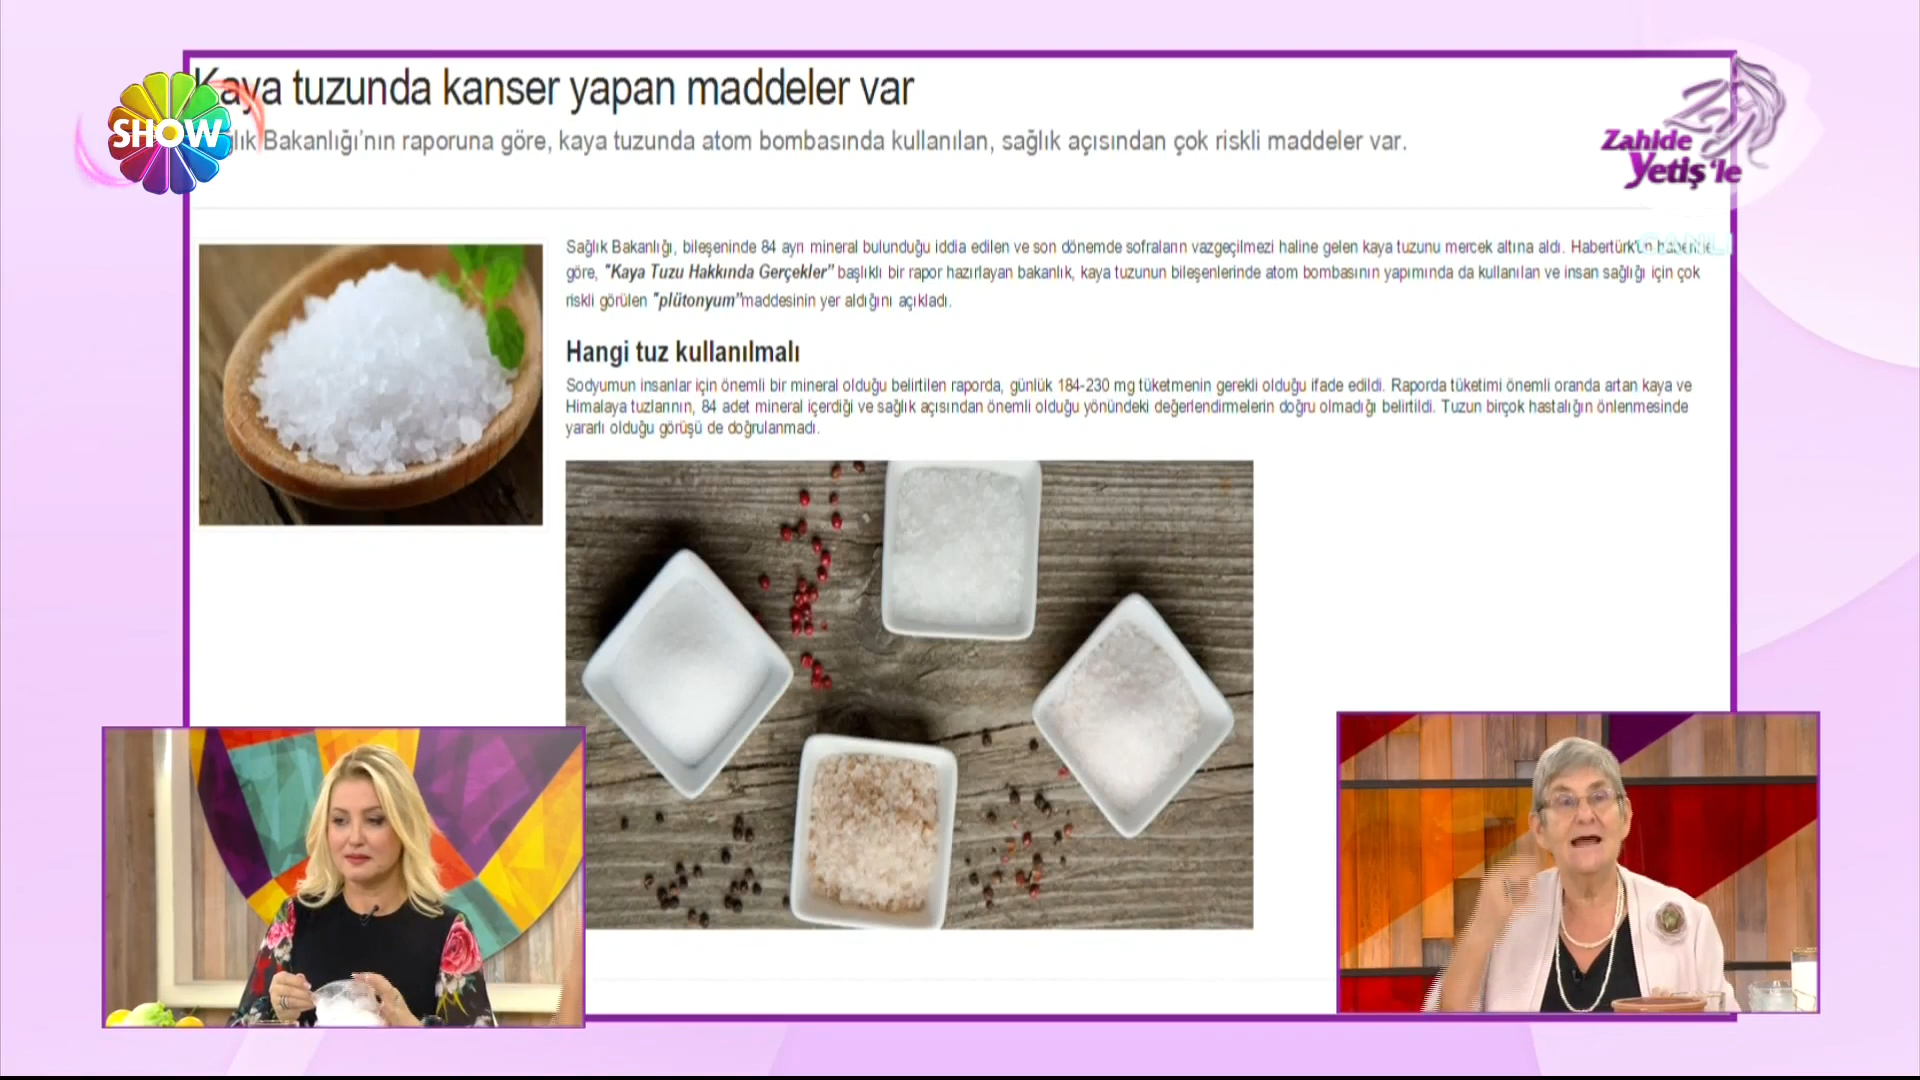 Kaya tuzunda kanser yapan maddeler var
SHOW
Bakanlığı'nın raporuna göre, kaya tuzunda atom bombasında kullanılan, sağlık açısından çok riskli maddeler var.
Zahide
Yetiş'le
CANLI
Sağlık Bakanlığı, bileşeninde 84 ayrı mineral bulunduğu iddia edilen ve son dönemde sofraların vazgeçilmezi haline gelen kaya tuzunu mercek altına aldı. Habertürk'ün haberine
göre, "Kaya Tuzu Hakkında Gerçekler" başlıklı bir rapor hazırlayan bakanlık, kaya tuzunun bileşenlerinde atom bombasının yapımında da kullanılan ve insan sağlığı için çok
riskli görülen "plütonyum"maddesinin yer aldığını açıkladı.
Hangi tuz kullanılmalı
Sodyumun insanlar için önemli bir mineral olduğu belirtilen raporda, günlük 184-230 mg tüketmenin gerekli olduğu ifade edildi. Raporda tüketimi önemli oranda artan kaya ve
Himalaya tuzlarının, 84 adet mineral içerdiği ve sağlık açısından önemli olduğu yönündeki değerlendirmelerin doğru olmadığı belirtildi. Tuzun birçok hastalığın önlenmesinde
yararlı olduğu görüşü de doğrulanmadı.